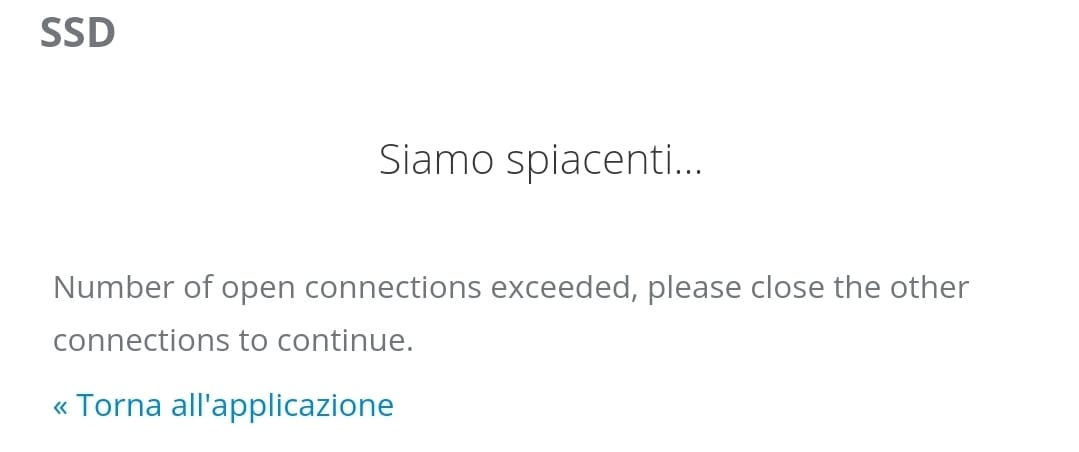 SSD
Siamo spiacenti...
Number of open connections exceeded, please close the other
connections to continue.
« Torna all'applicazione